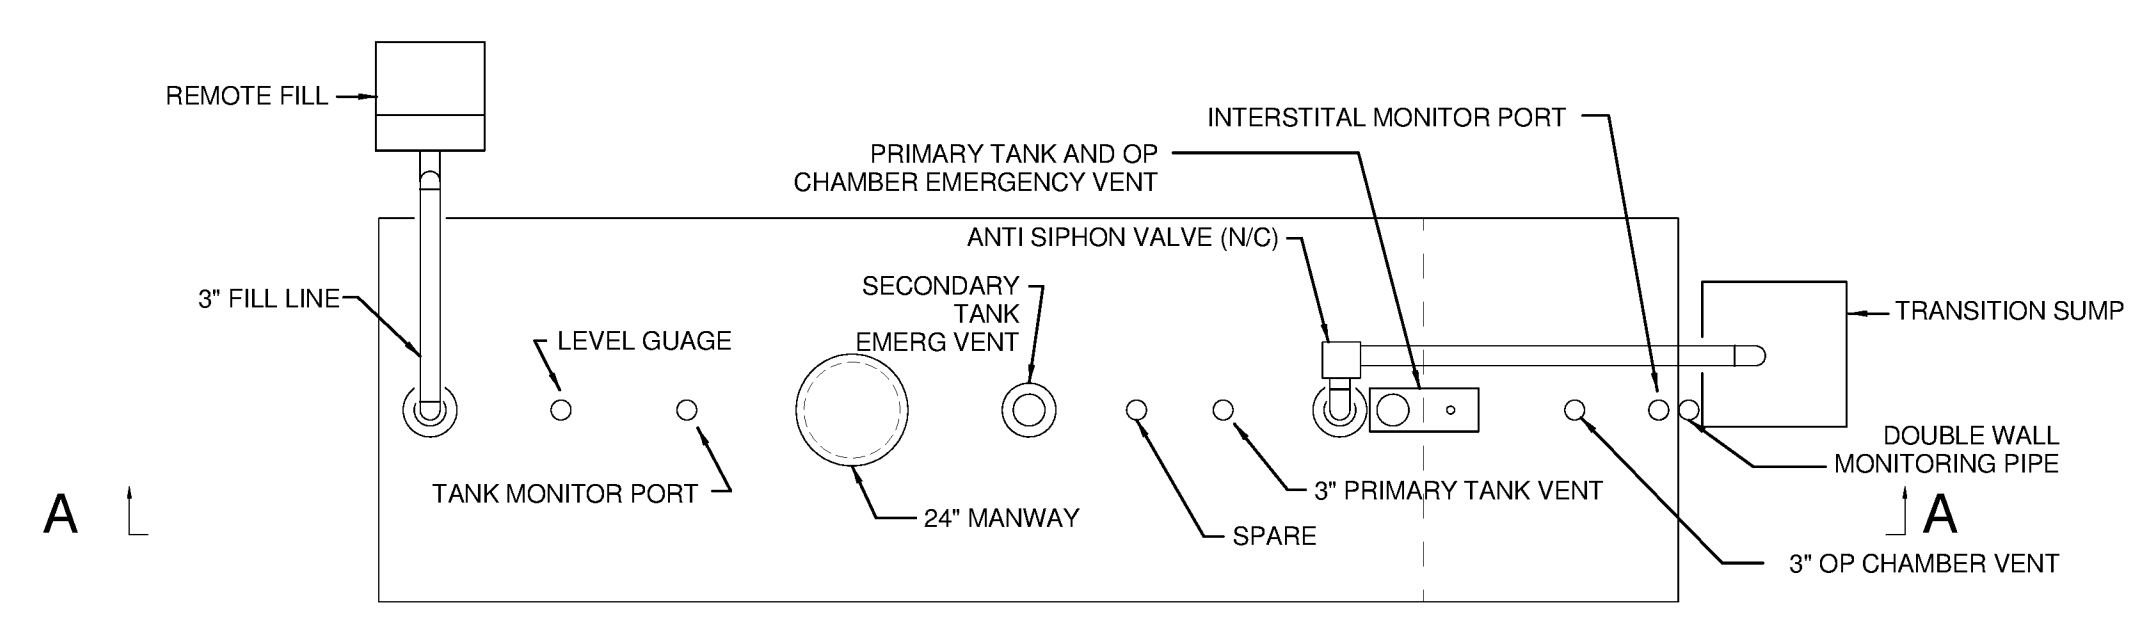 REMOTE FILL
INTERSTITAL MONITOR PORT
PRIMARY TANK AND OP
CHAMBER EMERGENCY VENT
ANTI SIPHON VALVE (N/C)
SECONDARY
TANK
EMERG VENT
3" FILL LINE
TRANSITION SUMP
LEVEL GUAGE
DOUBLE WALL
MONITORING PIPE
TANK MONITOR PORT
3" PRIMARY TANK VENT
24" MANWAY
SPARE
A
A
3" OP CHAMBER VENT